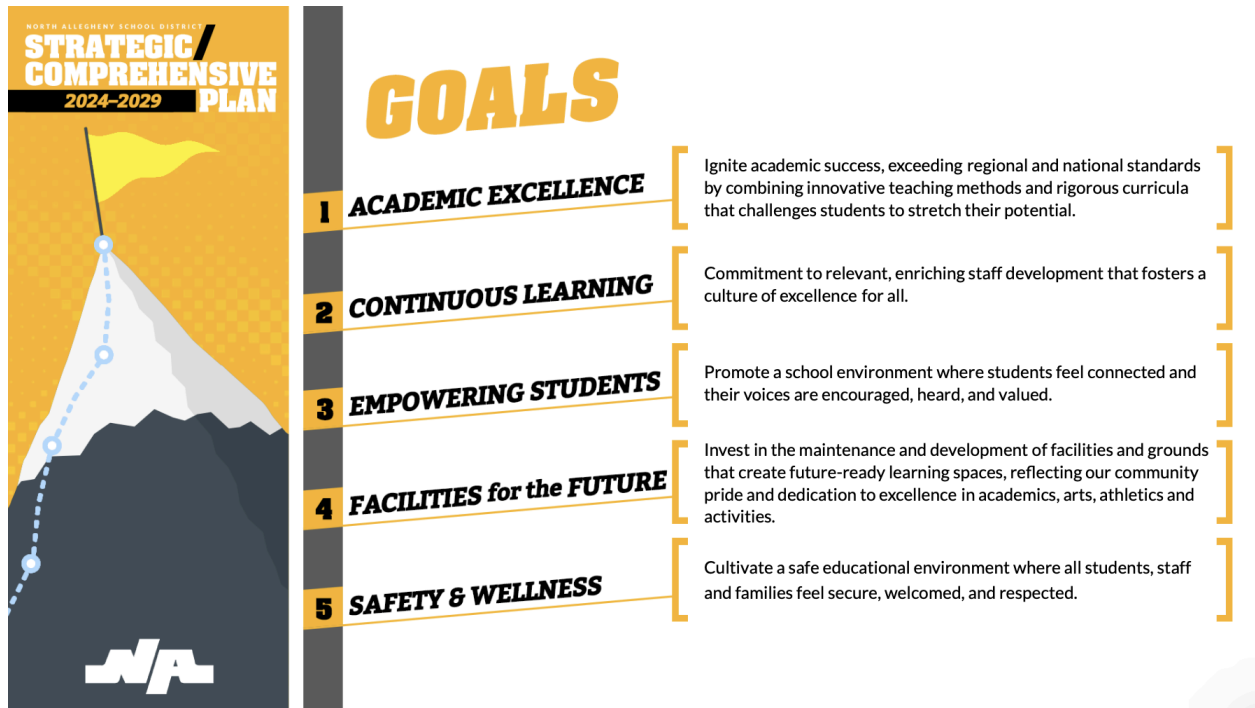 NORTH ALLEGHENY SCHOOL DISTRICT
STRATEGIC/
COMPREHENSIVE
2024–2029 PLAN
GOALS
1 ACADEMIC EXCELLENCE
Ignite academic success, exceeding regional and national standards
by combining innovative teaching methods and rigorous curricula
that challenges students to stretch their potential.
2 CONTINUOUS LEARNING
Commitment to relevant, enriching staff development that fosters a
culture of excellence for all.
3 EMPOWERING STUDENTS
Promote a school environment where students feel connected and
their voices are encouraged, heard, and valued.
4 FACILITIES for the FUTURE
Invest in the maintenance and development of facilities and grounds
that create future-ready learning spaces, reflecting our community
pride and dedication to excellence in academics, arts, athletics and
activities.
5 SAFETY & WELLNESS
Cultivate a safe educational environment where all students, staff
and families feel secure, welcomed, and respected.
NA